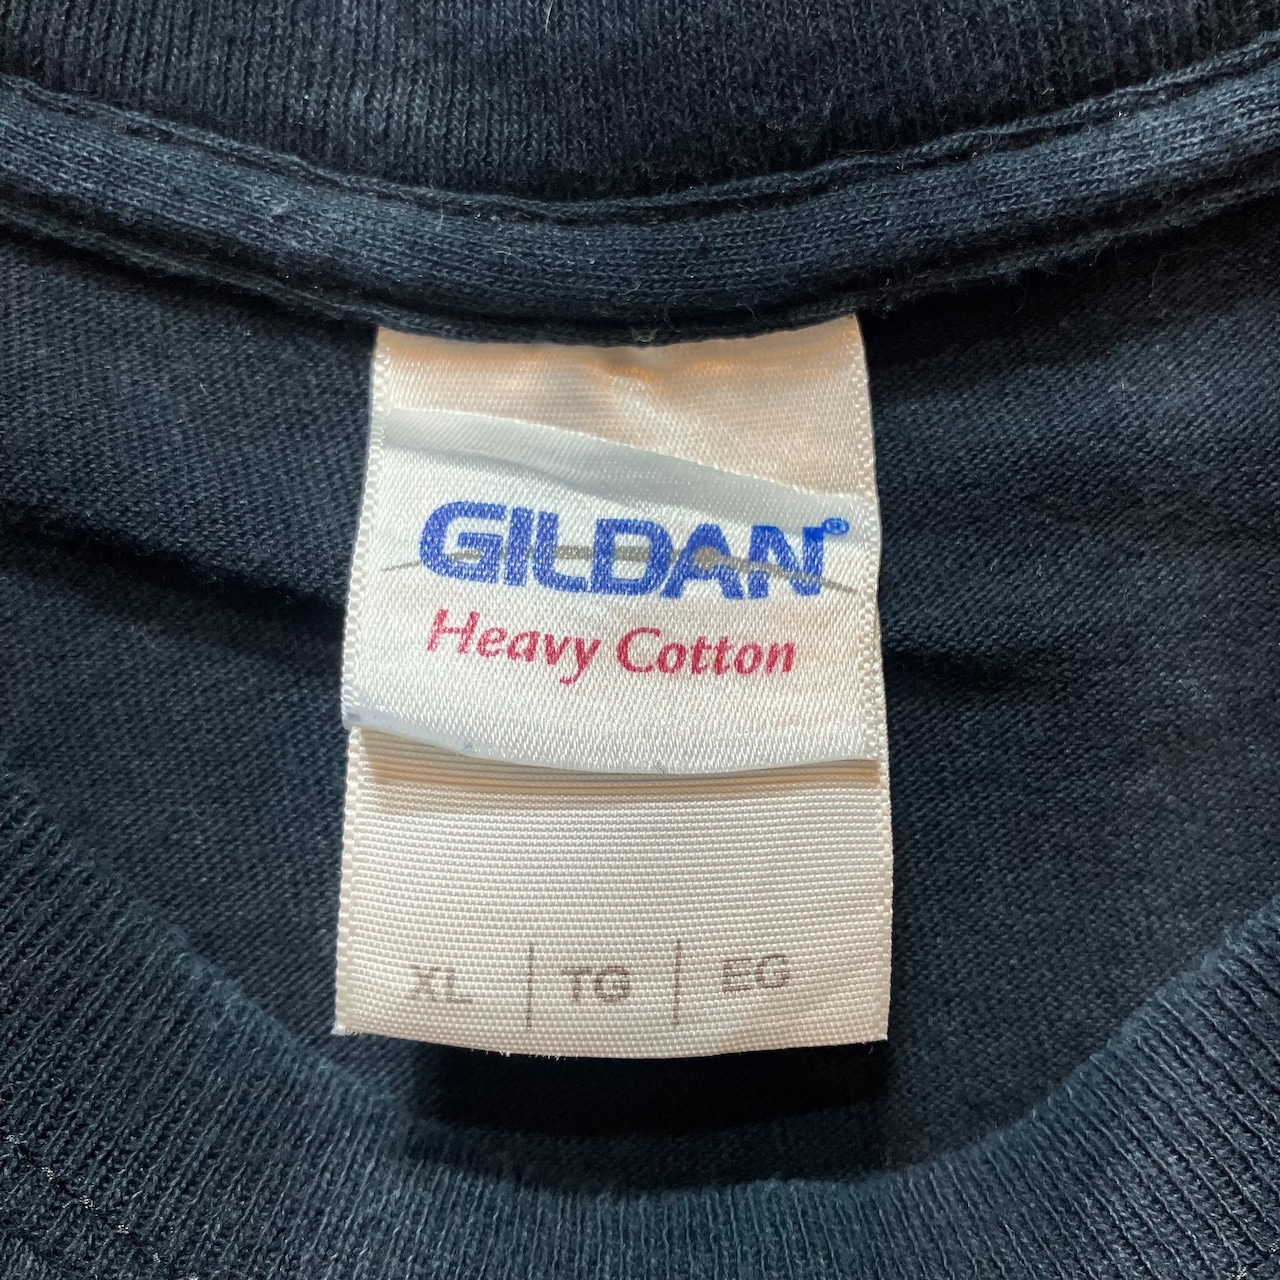 GILDAN®
Heavy Cotton
XL | TG | EG